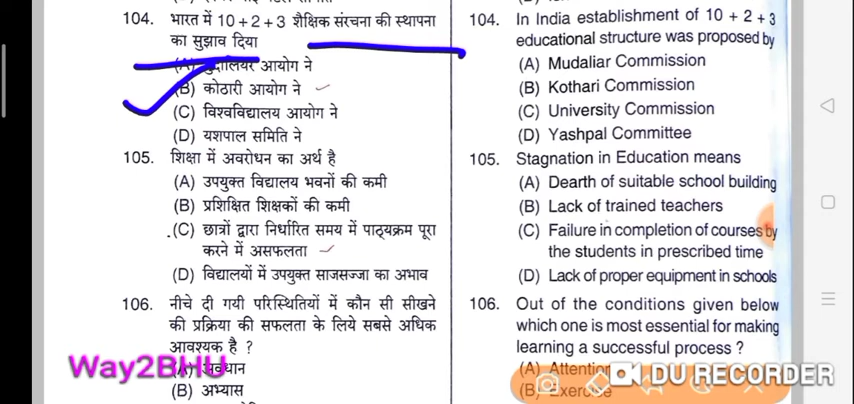 104. भारत में 10 + 2 + 3 शैक्षिक संरचना की स्थापना
का सुझाव दिया
(A) मुदालियर आयोग ने
(B) कोठारी आयोग ने
(C) विश्वविद्यालय आयोग ने
(D) यशपाल समिति ने
105. शिक्षा में अवरोधन का अर्थ है
(A) उपयुक्त विद्यालय भवनों की कमी
(B) प्रशिक्षित शिक्षकों की कमी
(C) छात्रों द्वारा निर्धारित समय में पाठ्यक्रम पूरा
करने में असफलता
(D) विद्यालयों में उपयुक्त साजसज्जा का अभाव
106. नीचे दी गयी परिस्थितियों में कौन सी सीखने
की प्रक्रिया की सफलता के लिये सबसे अधिक
आवश्यक है ?
(A) अवधान
(B) अभ्यास
Way2BHU
104. In India establishment of 10 + 2 + 3
educational structure was proposed by
(A) Mudaliar Commission
(B) Kothari Commission
(C) University Commission
(D) Yashpal Committee
105. Stagnation in Education means
(A) Dearth of suitable school building
(B) Lack of trained teachers
(C) Failure in completion of courses by
the students in prescribed time
(D) Lack of proper equipment in schools
106. Out of the conditions given below
which one is most essential for making
learning a successful process ?
(A) Attention
(B) Exercise
DU RECORDER